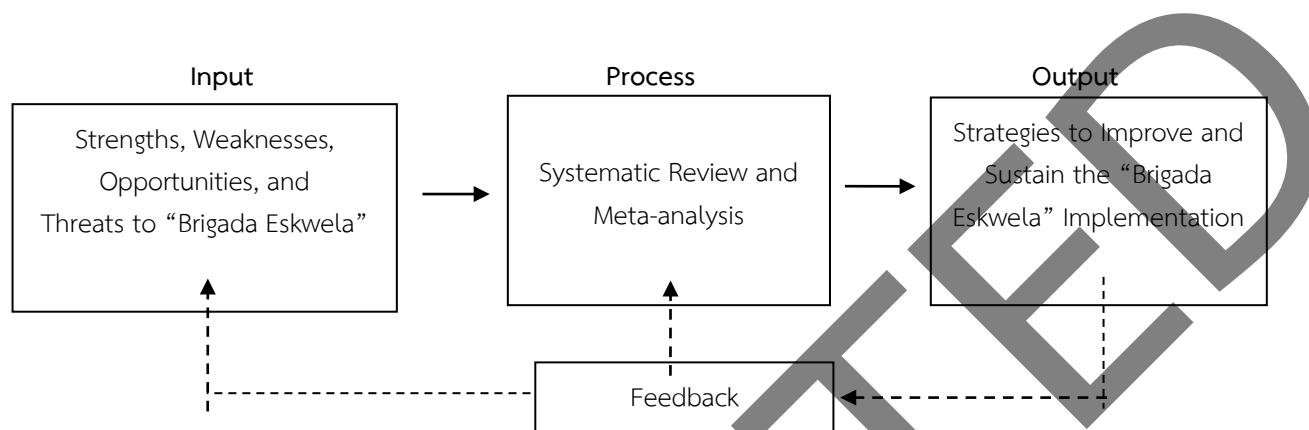 Input
Strengths, Weaknesses,
Opportunities, and
Threats to “Brigada Eskwela”
Process
Systematic Review and
Meta-analysis
Output
Strategies to Improve and
Sustain the “Brigada
Eskwela” Implementation
Feedback
TED